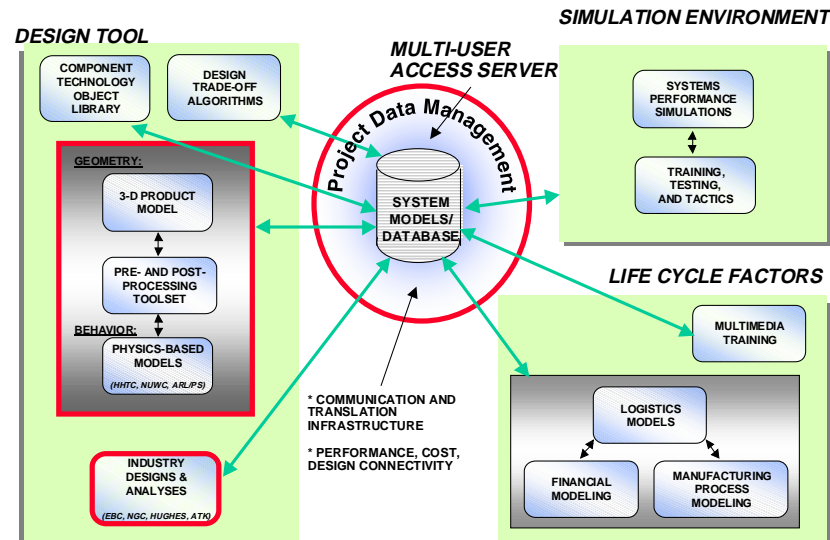 DESIGN TOOL
COMPONENT
TECHNOLOGY
OBJECT
LIBRARY
DESIGN
TRADE-OFF
ALGORITHMS
GEOMETRY:
3-D PRODUCT
MODEL
PRE- AND POST-
PROCESSING
TOOLSET
BEHAVIOR:
PHYSICS-BASED
MODELS
(HHTC, NUWC, ARL/PS)
INDUSTRY
DESIGNS &
ANALYSES
(EBC, NGC, HUGHES, ATK)
MULTI-USER
ACCESS SERVER
Project Data Management
SYSTEM
MODELS/
DATABASE
* COMMUNICATION AND
TRANSLATION
INFRASTRUCTURE
* PERFORMANCE, COST,
DESIGN CONNECTIVITY
SIMULATION ENVIRONMENT
SYSTEMS
PERFORMANCE
SIMULATIONS
TRAINING,
TESTING,
AND TACTICS
LIFE CYCLE FACTORS
MULTIMEDIA
TRAINING
LOGISTICS
MODELS
FINANCIAL
MODELING
MANUFACTURING
PROCESS
MODELING